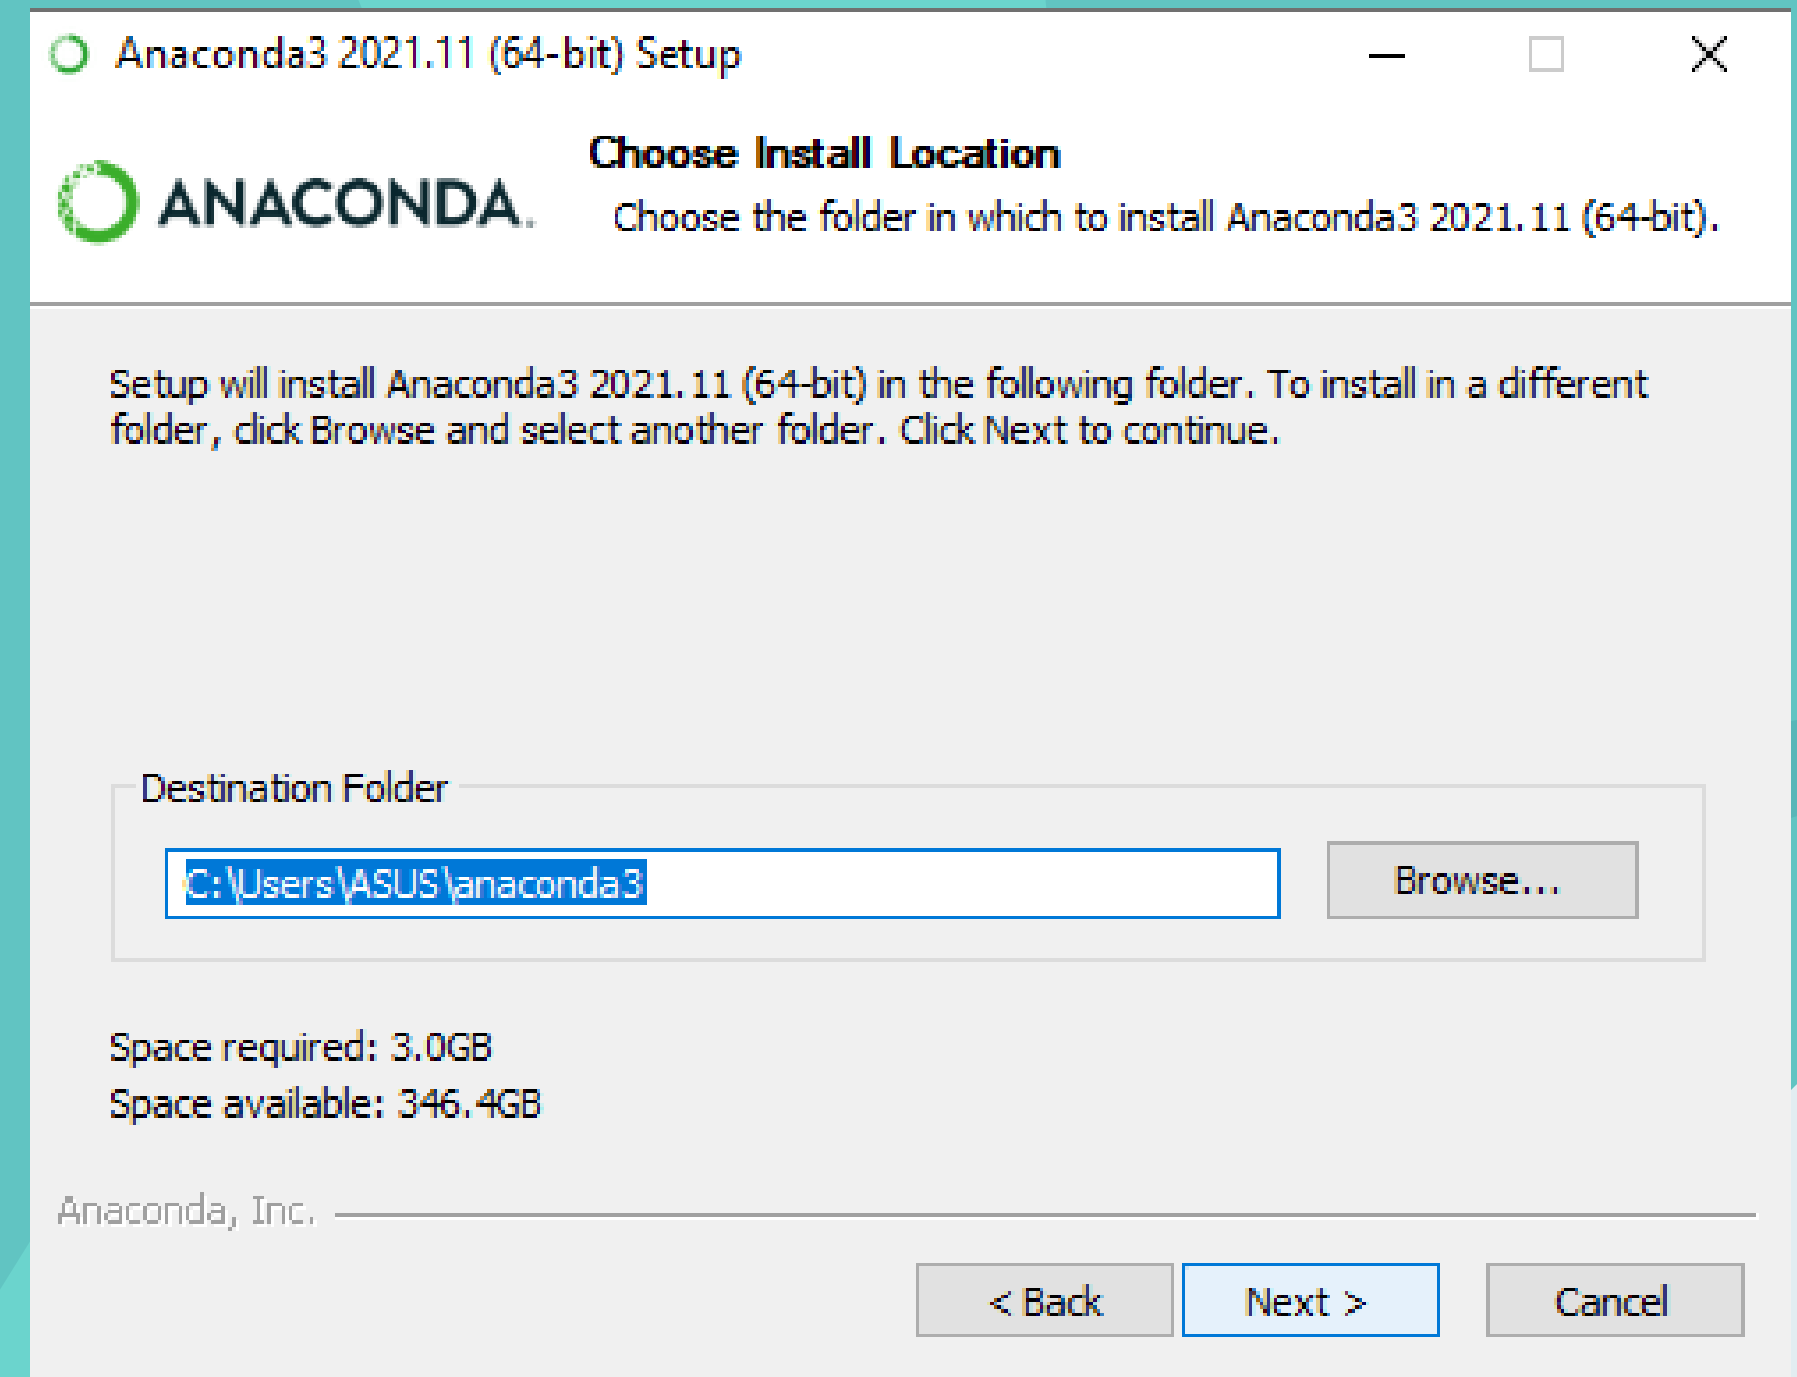 Anaconda3 2021.11 (64-bit) Setup
ANACONDA.
Choose Install Location
Choose the folder in which to install Anaconda3 2021.11 (64-bit).
Setup will install Anaconda3 2021.11 (64-bit) in the following folder. To install in a different
folder, click Browse and select another folder. Click Next to continue.
Destination Folder
C:\Users\ASUS\anaconda3
Browse...
Space required: 3.0GB
Space available: 346.4GB
Anaconda, Inc.
< Back
Next >
Cancel